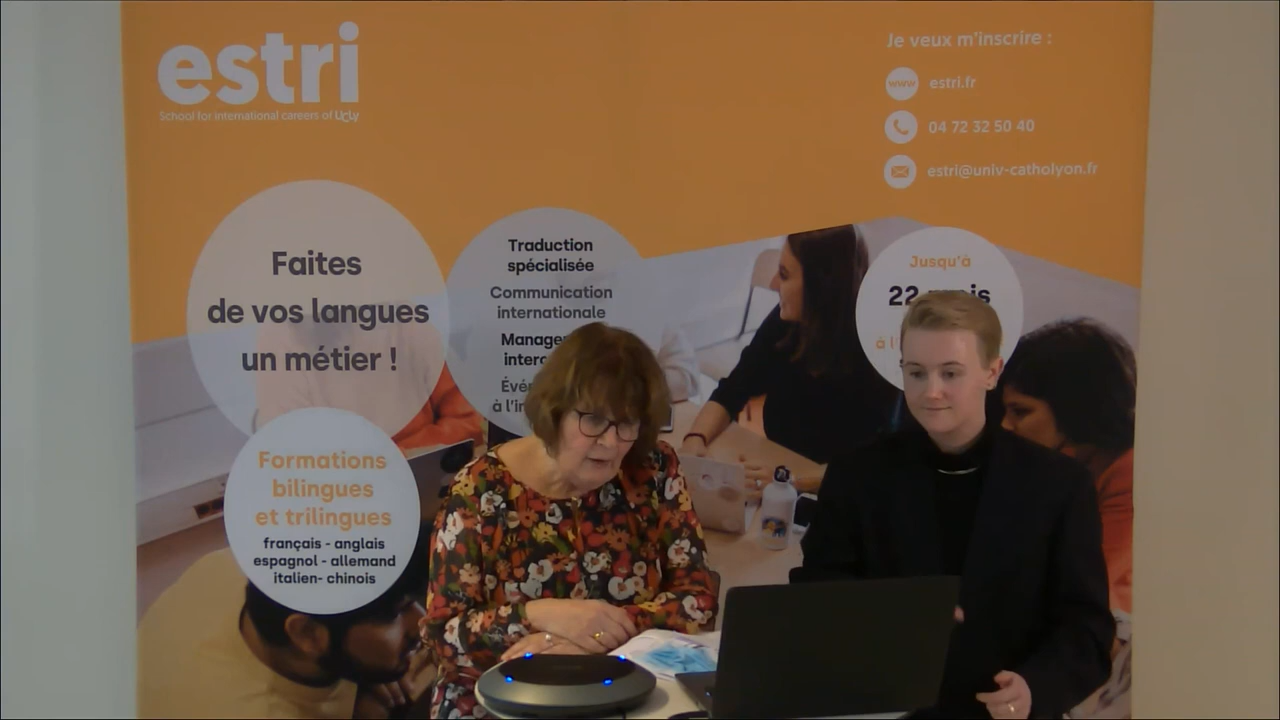 estri
School for international careers of UCLy
Je veux m'inscrire :
www
estri.fr
04 72 32 50 40
estri@univ-catholyon.fr
Faites
de vos langues
un métier !
Traduction
spécialisée
Communication
internationale
Jusqu'à
22
à l'
Formations
bilingues
et trilingues
français - anglais
espagnol - allemand
italien- chinois